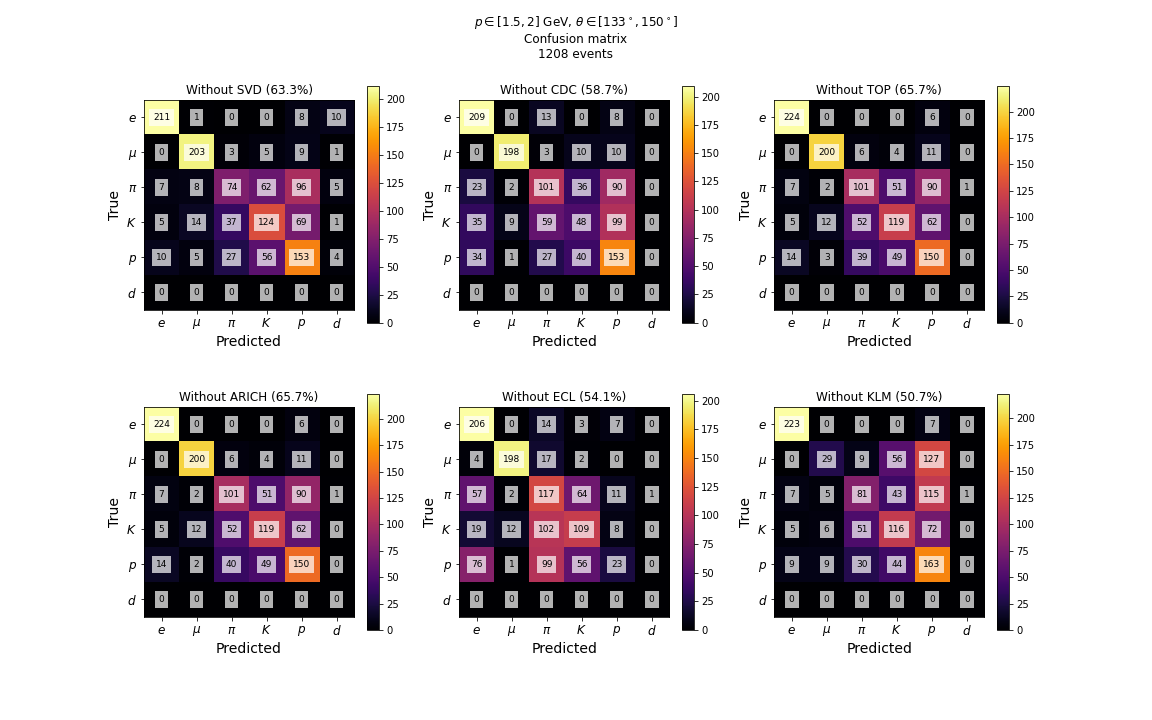 p ∈ [1.5, 2] GeV, θ ∈ [133°, 150°]
Confusion matrix
1208 events
Without SVD (63.3%)
True
e 211 1 0 0 8 10
μ 0 203 3 5 9 1
π 7 8 74 62 96 5
K 5 14 37 124 69 1
p 10 5 27 56 153 4
d 0 0 0 0 0 0
e μ π K p d
Predicted
200
175
150
125
100
75
50
25
0
Without CDC (58.7%)
True
e 209 0 13 0 8 0
μ 0 198 3 10 10 0
π 23 2 101 36 90 0
K 35 9 59 48 99 0
p 34 1 27 40 153 0
d 0 0 0 0 0 0
e μ π K p d
Predicted
200
175
150
125
100
75
50
25
0
Without TOP (65.7%)
True
e 224 0 0 0 6 0
μ 0 200 6 4 11 0
π 7 2 101 51 90 1
K 5 12 52 119 62 0
p 14 3 39 49 150 0
d 0 0 0 0 0 0
e μ π K p d
Predicted
200
175
150
125
100
75
50
25
0
Without ARICH (65.7%)
True
e 224 0 0 0 6 0
μ 0 200 6 4 11 0
π 7 2 101 51 90 1
K 5 12 52 119 62 0
p 14 2 40 49 150 0
d 0 0 0 0 0 0
e μ π K p d
Predicted
200
175
150
125
100
75
50
25
0
Without ECL (54.1%)
True
e 206 0 14 3 7 0
μ 4 198 17 2 0 0
π 57 2 117 64 11 1
K 19 12 102 109 8 0
p 76 1 99 56 23 0
d 0 0 0 0 0 0
e μ π K p d
Predicted
200
175
150
125
100
75
50
25
0
Without KLM (50.7%)
True
e 223 0 0 0 7 0
μ 0 29 9 56 127 0
π 7 5 81 43 115 1
K 5 6 51 116 72 0
p 9 9 30 44 163 0
d 0 0 0 0 0 0
e μ π K p d
Predicted
200
175
150
125
100
75
50
25
0